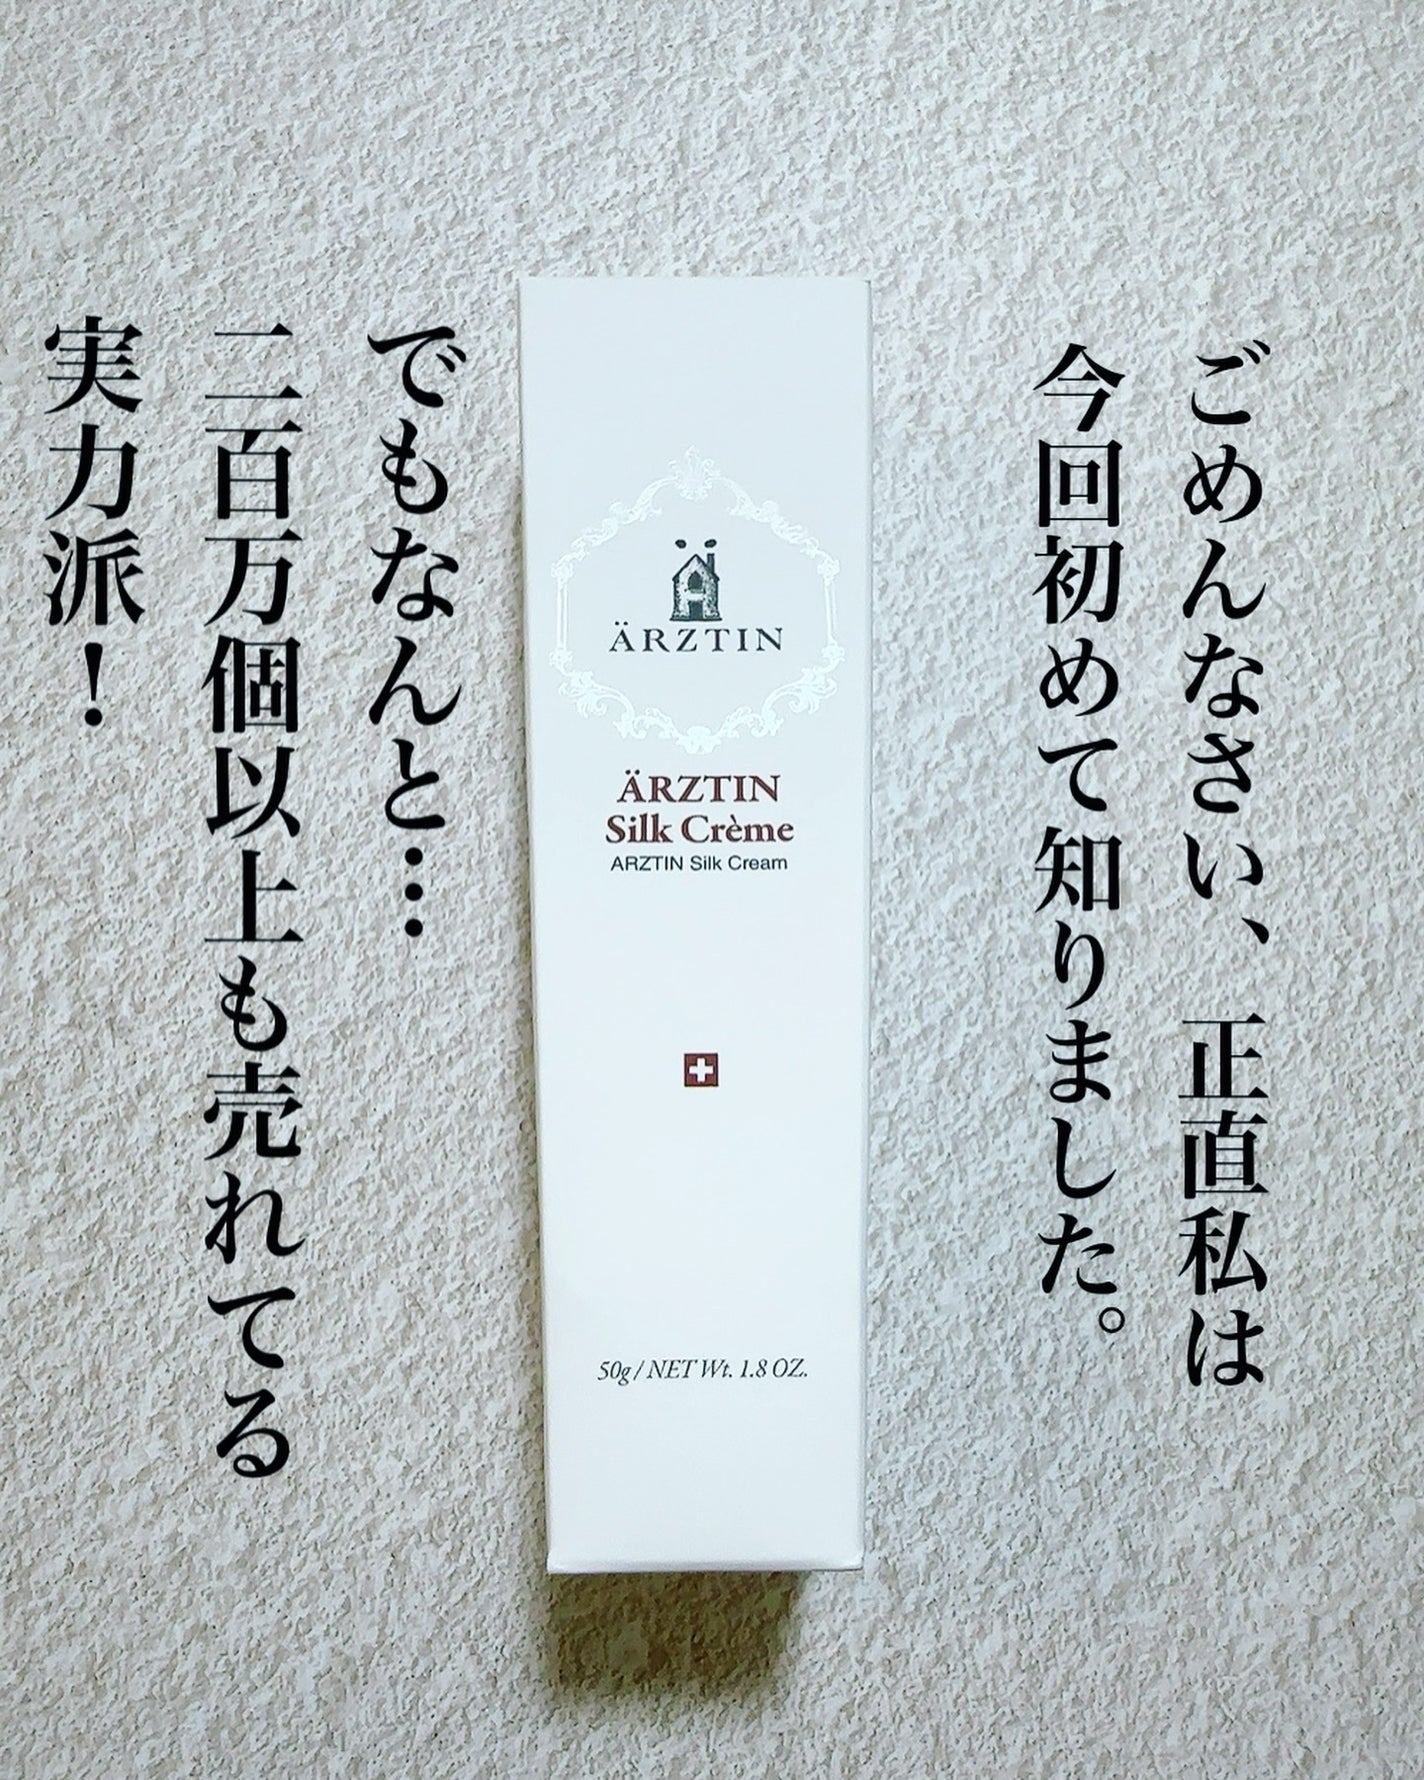 ごめんなさい、正直私は
今回初めて知りました。
でもなんと…
二百万個以上も売れてる
実力派！
ÄRZTIN
ÄRZTIN
Silk Crème
ARZTIN Silk Cream
50g / NET Wt. 1.8 OZ.